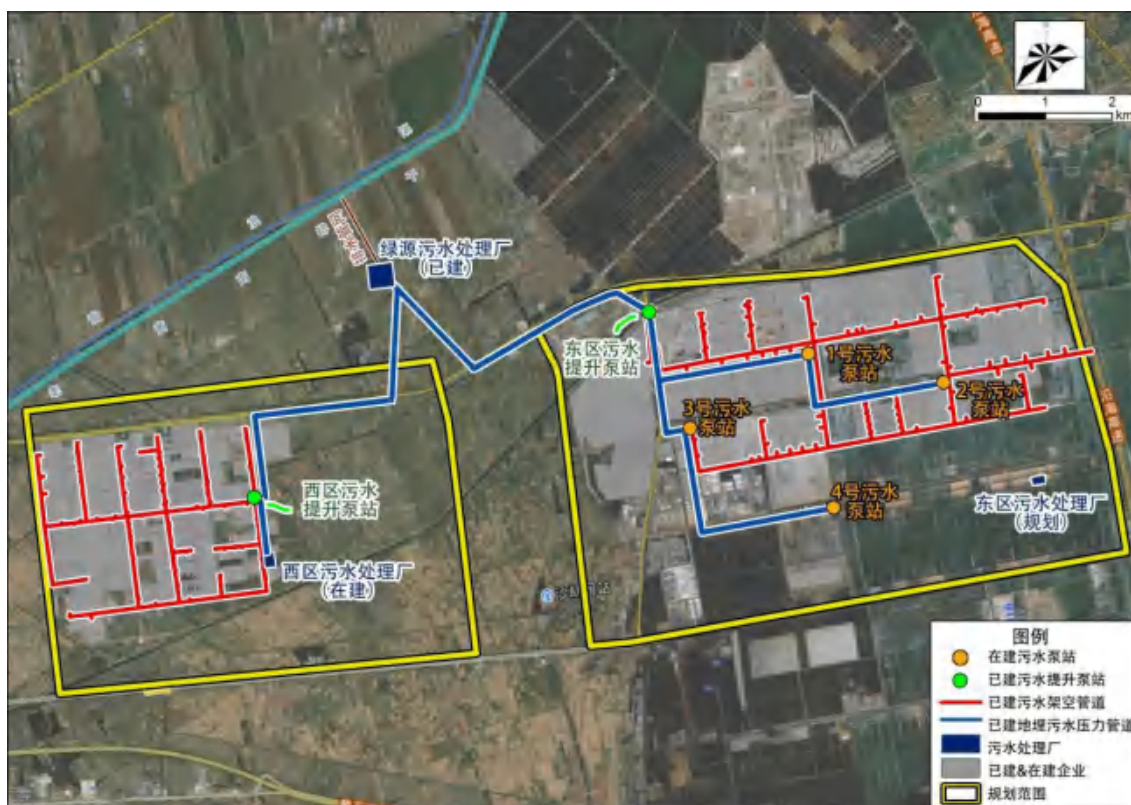 0 1 2
km
绿源污水处理厂
(已建)
东区污水
提升泵站
1号污水
泵站
2号污水
泵站
3号污水
泵站
4号污水
泵站
西区污水
提升泵站
东区污水处理厂
(规划)
西区污水处理厂
(在建)
图例
在建污水泵站
已建污水提升泵站
已建污水架空管道
已建地埋污水压力管道
污水处理厂
已建&在建企业
规划范围